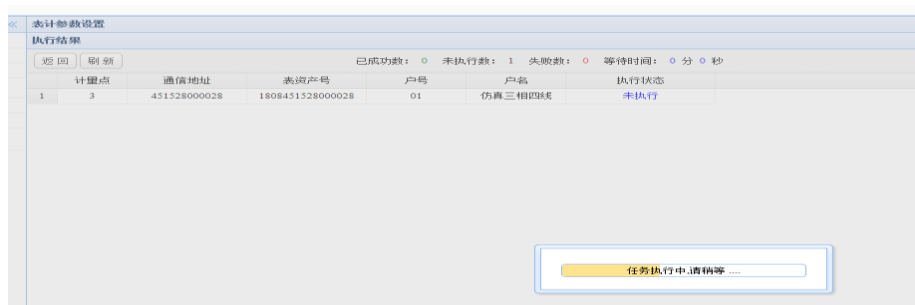 ≪ 表计参数设置
执行结果
返 回 刷 新 已成功数： 0 未执行数： 1 失败数： 0 等待时间： 0 分 0 秒
计量点 通信地址 表资产号 户号 户名 执行状态
1 3 451528000028 1808451528000028 01 仿真三相四线 未执行
任务执行中,请稍等 ....